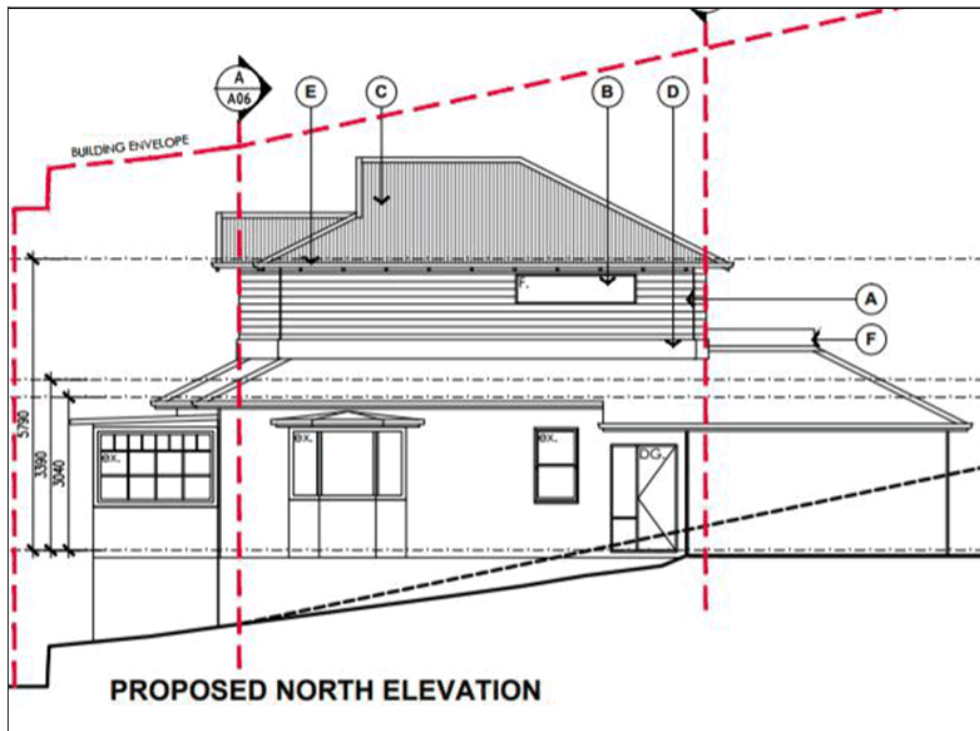 A
A06
E
C
B
D
BUILDING ENVELOPE
F.
A
F
5790
3390
3040
ex.
ex.
ex.
DG.
PROPOSED NORTH ELEVATION